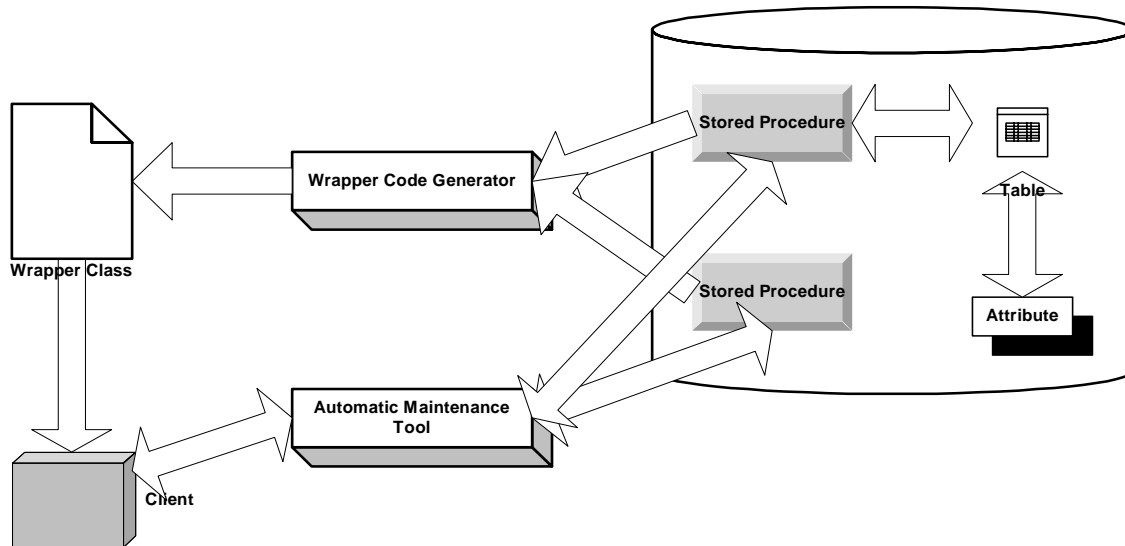 Stored Procedure
Wrapper Code Generator
Table
Wrapper Class
Stored Procedure
Attribute
Automatic Maintenance
Tool
Client